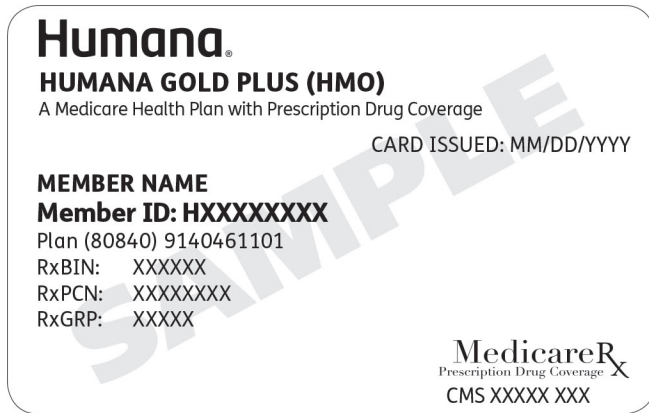 Humana®
HUMANA GOLD PLUS (HMO)
A Medicare Health Plan with Prescription Drug Coverage
CARD ISSUED: MM/DD/YYYY
MEMBER NAME
Member ID: HXXXXXXXX
Plan (80840) 9140461101
RxBIN: XXXXXX
RxPCN: XXXXXXXX
RxGRP: XXXXX
SAMPLE
MedicareRx
Prescription Drug Coverage
CMS XXXXX XXX